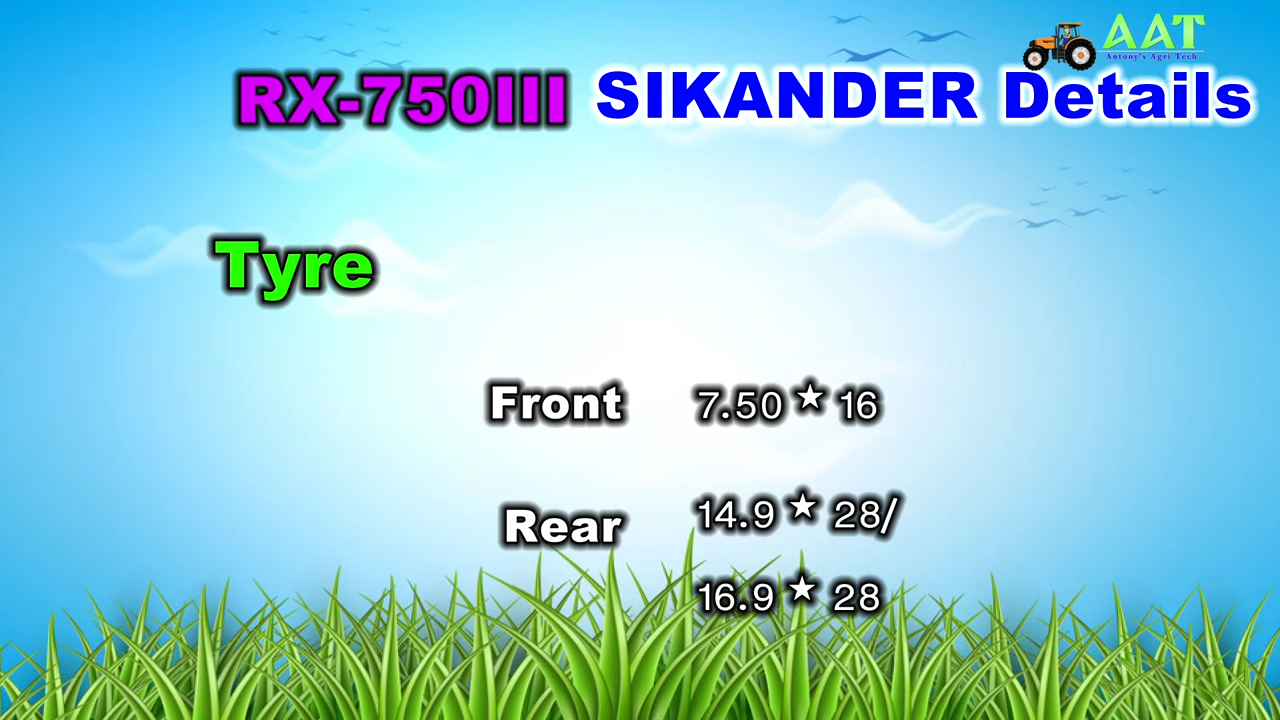 AAT
Antony's Agri Tech
RX-750III SIKANDER Details
Tyre
Front 7.50 ★ 16
Rear 14.9 ★ 28/
16.9 ★ 28